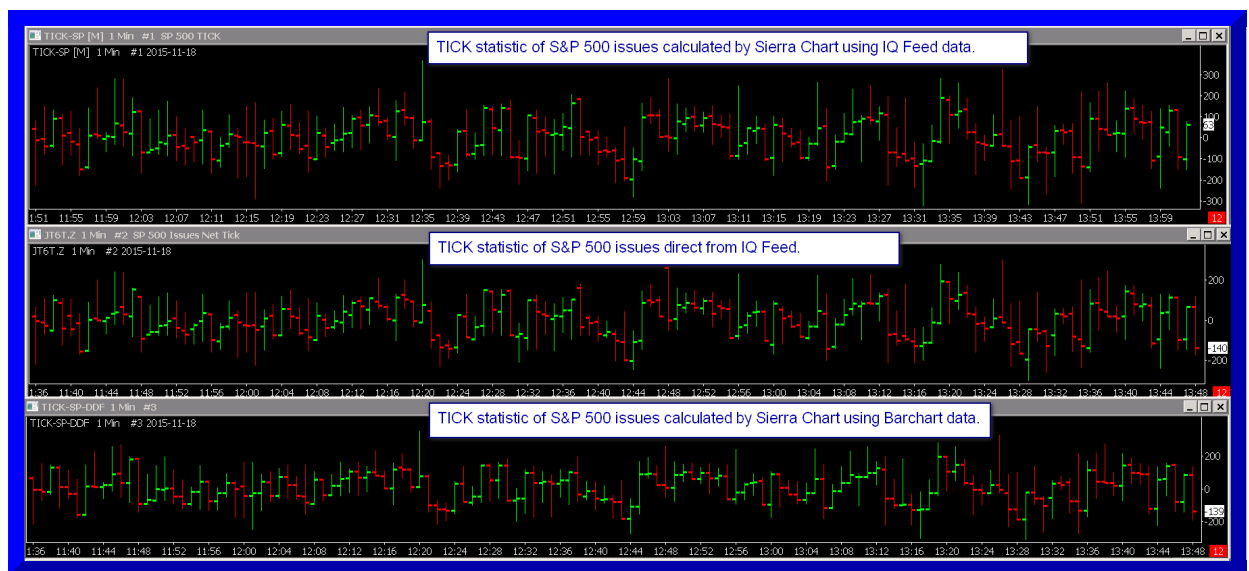 TICK-SP [M] 1 Min #1 SP 500 TICK
TICK-SP [M] 1 Min #1 2015-11-18
TICK statistic of S&P 500 issues calculated by Sierra Chart using IQ Feed data.
300
200
100
63
0
-100
-200
-300
1:51 11:55 11:59 12:03 12:07 12:11 12:15 12:19 12:23 12:27 12:31 12:35 12:39 12:43 12:47 12:51 12:55 12:59 13:03 13:07 13:11 13:15 13:19 13:23 13:27 13:31 13:35 13:39 13:43 13:47 13:51 13:55 13:59 12
JT6T.Z 1 Min #2 SP 500 Issues Net Tick
JT6T.Z 1 Min #2 2015-11-18
TICK statistic of S&P 500 issues direct from IQ Feed.
200
0
-140
-200
1:36 11:40 11:44 11:48 11:52 11:56 12:00 12:04 12:08 12:12 12:16 12:20 12:24 12:28 12:32 12:36 12:40 12:44 12:48 12:52 12:56 13:00 13:04 13:08 13:12 13:16 13:20 13:24 13:28 13:32 13:36 13:40 13:44 13:48 12
TICK-SP-DDF 1 Min #3
TICK-SP-DDF 1 Min #3 2015-11-18
TICK statistic of S&P 500 issues calculated by Sierra Chart using Barchart data.
200
0
-139
-200
1:36 11:40 11:44 11:48 11:52 11:56 12:00 12:04 12:08 12:12 12:16 12:20 12:24 12:28 12:32 12:36 12:40 12:44 12:48 12:52 12:56 13:00 13:04 13:08 13:12 13:16 13:20 13:24 13:28 13:32 13:36 13:40 13:44 13:48 12